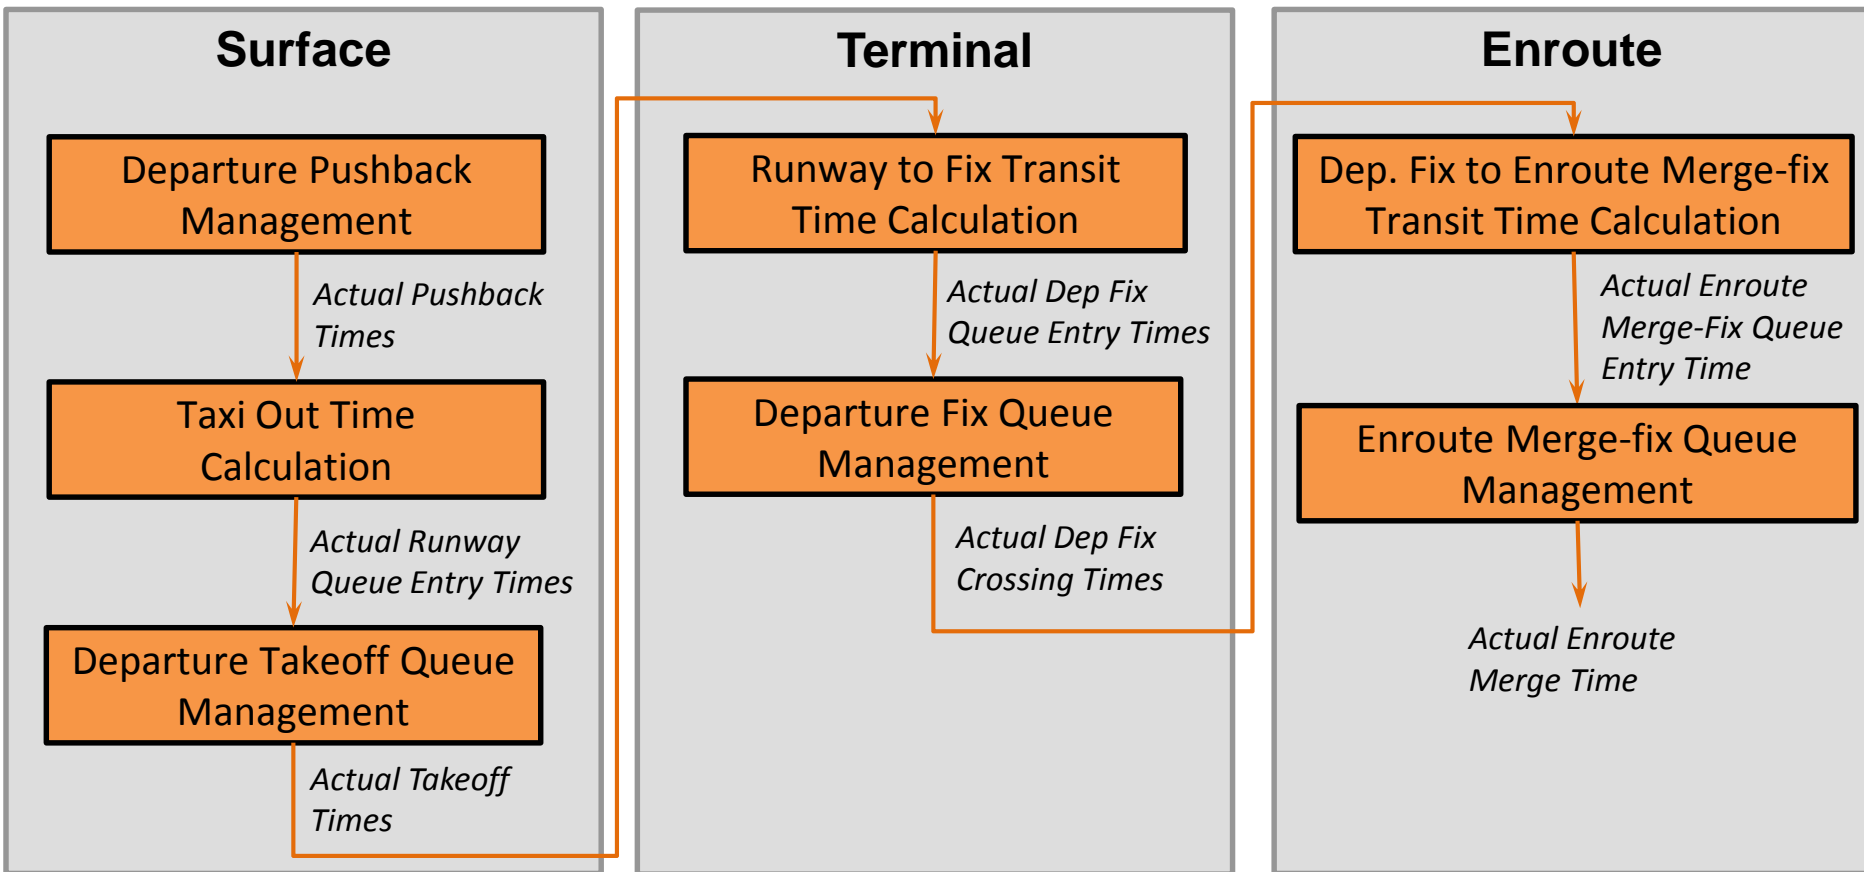 Surface
Departure Pushback
Management
Actual Pushback
Times
Taxi Out Time
Calculation
Actual Runway
Queue Entry Times
Departure Takeoff Queue
Management
Actual Takeoff
Times
Terminal
Runway to Fix Transit
Time Calculation
Actual Dep Fix
Queue Entry Times
Departure Fix Queue
Management
Actual Dep Fix
Crossing Times
Enroute
Dep. Fix to Enroute Merge-fix
Transit Time Calculation
Actual Enroute
Merge-Fix Queue
Entry Time
Enroute Merge-fix Queue
Management
Actual Enroute
Merge Time